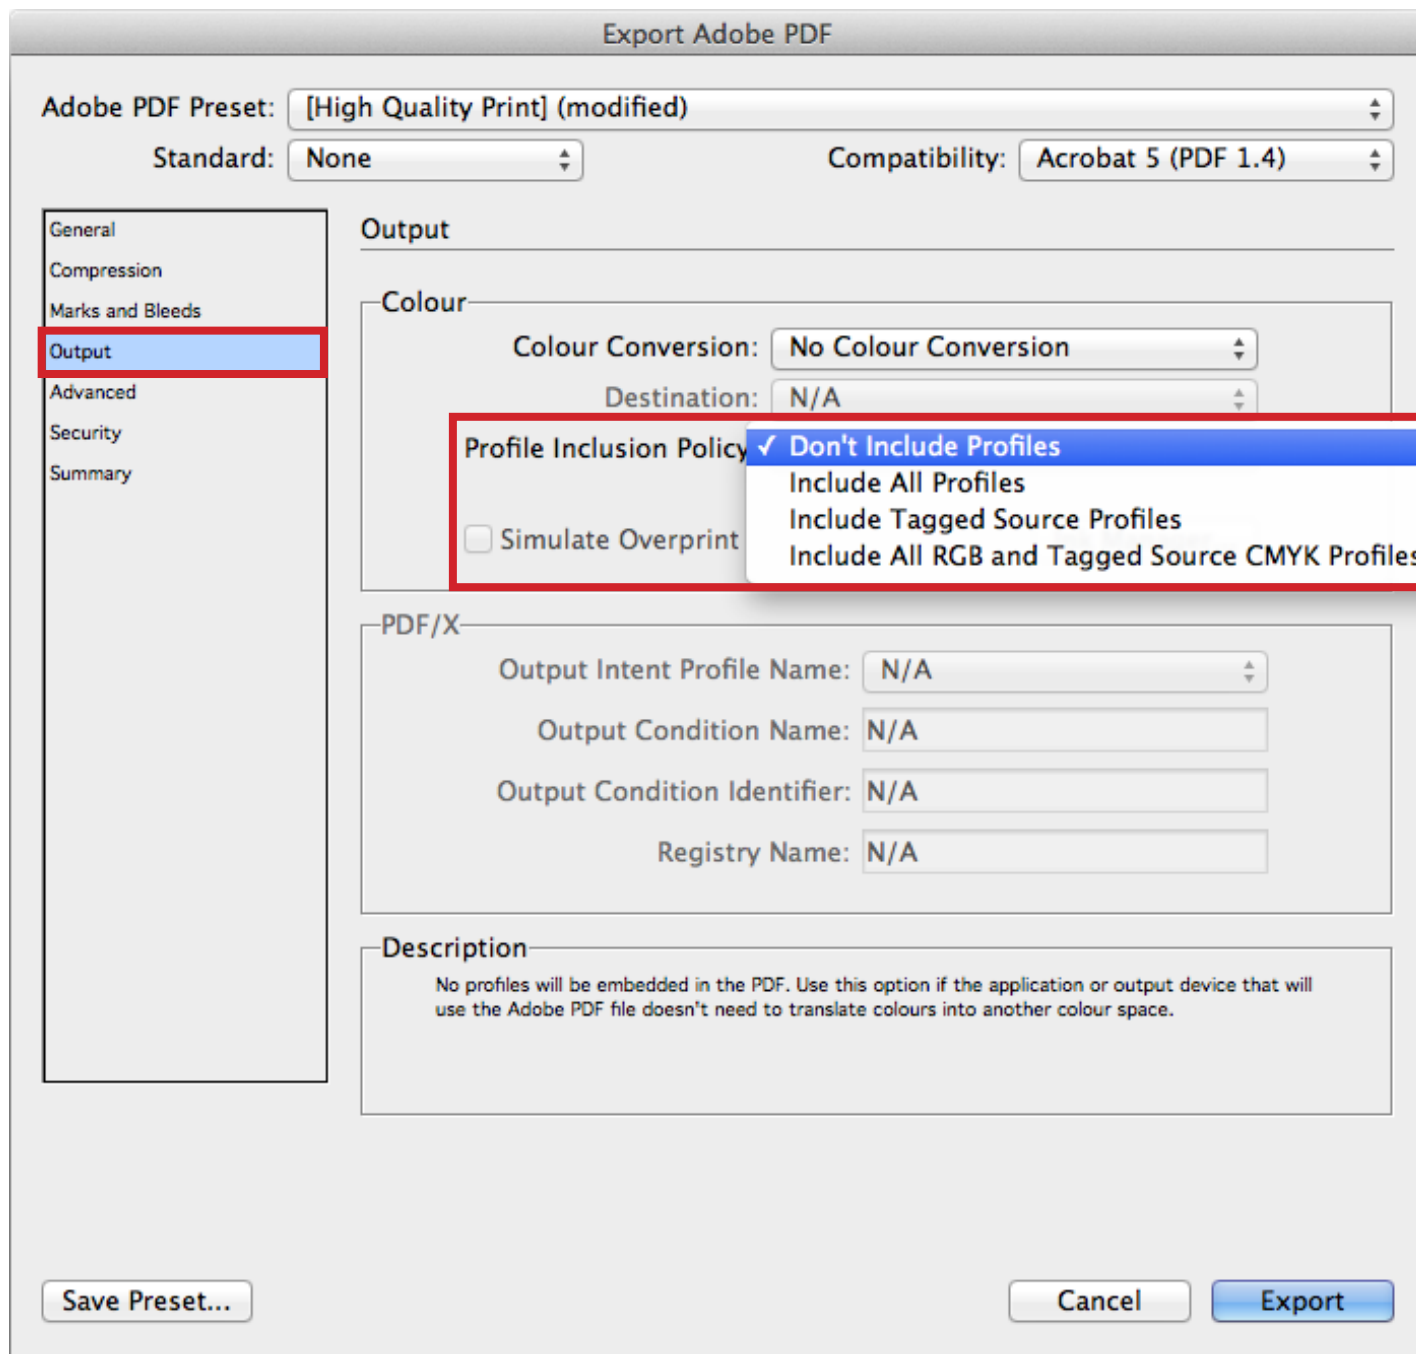 Export Adobe PDF
Adobe PDF Preset: [High Quality Print] (modified)
Standard: None Compatibility: Acrobat 5 (PDF 1.4)
General
Compression
Marks and Bleeds
Output
Advanced
Security
Summary
Output
Colour
Colour Conversion: No Colour Conversion
Destination: N/A
Profile Inclusion Policy ✓ Don't Include Profiles
Include All Profiles
Include Tagged Source Profiles
Include All RGB and Tagged Source CMYK Profiles
Simulate Overprint
PDF/X
Output Intent Profile Name: N/A
Output Condition Name: N/A
Output Condition Identifier: N/A
Registry Name: N/A
Description
No profiles will be embedded in the PDF. Use this option if the application or output device that will
use the Adobe PDF file doesn't need to translate colours into another colour space.
Save Preset... Cancel Export